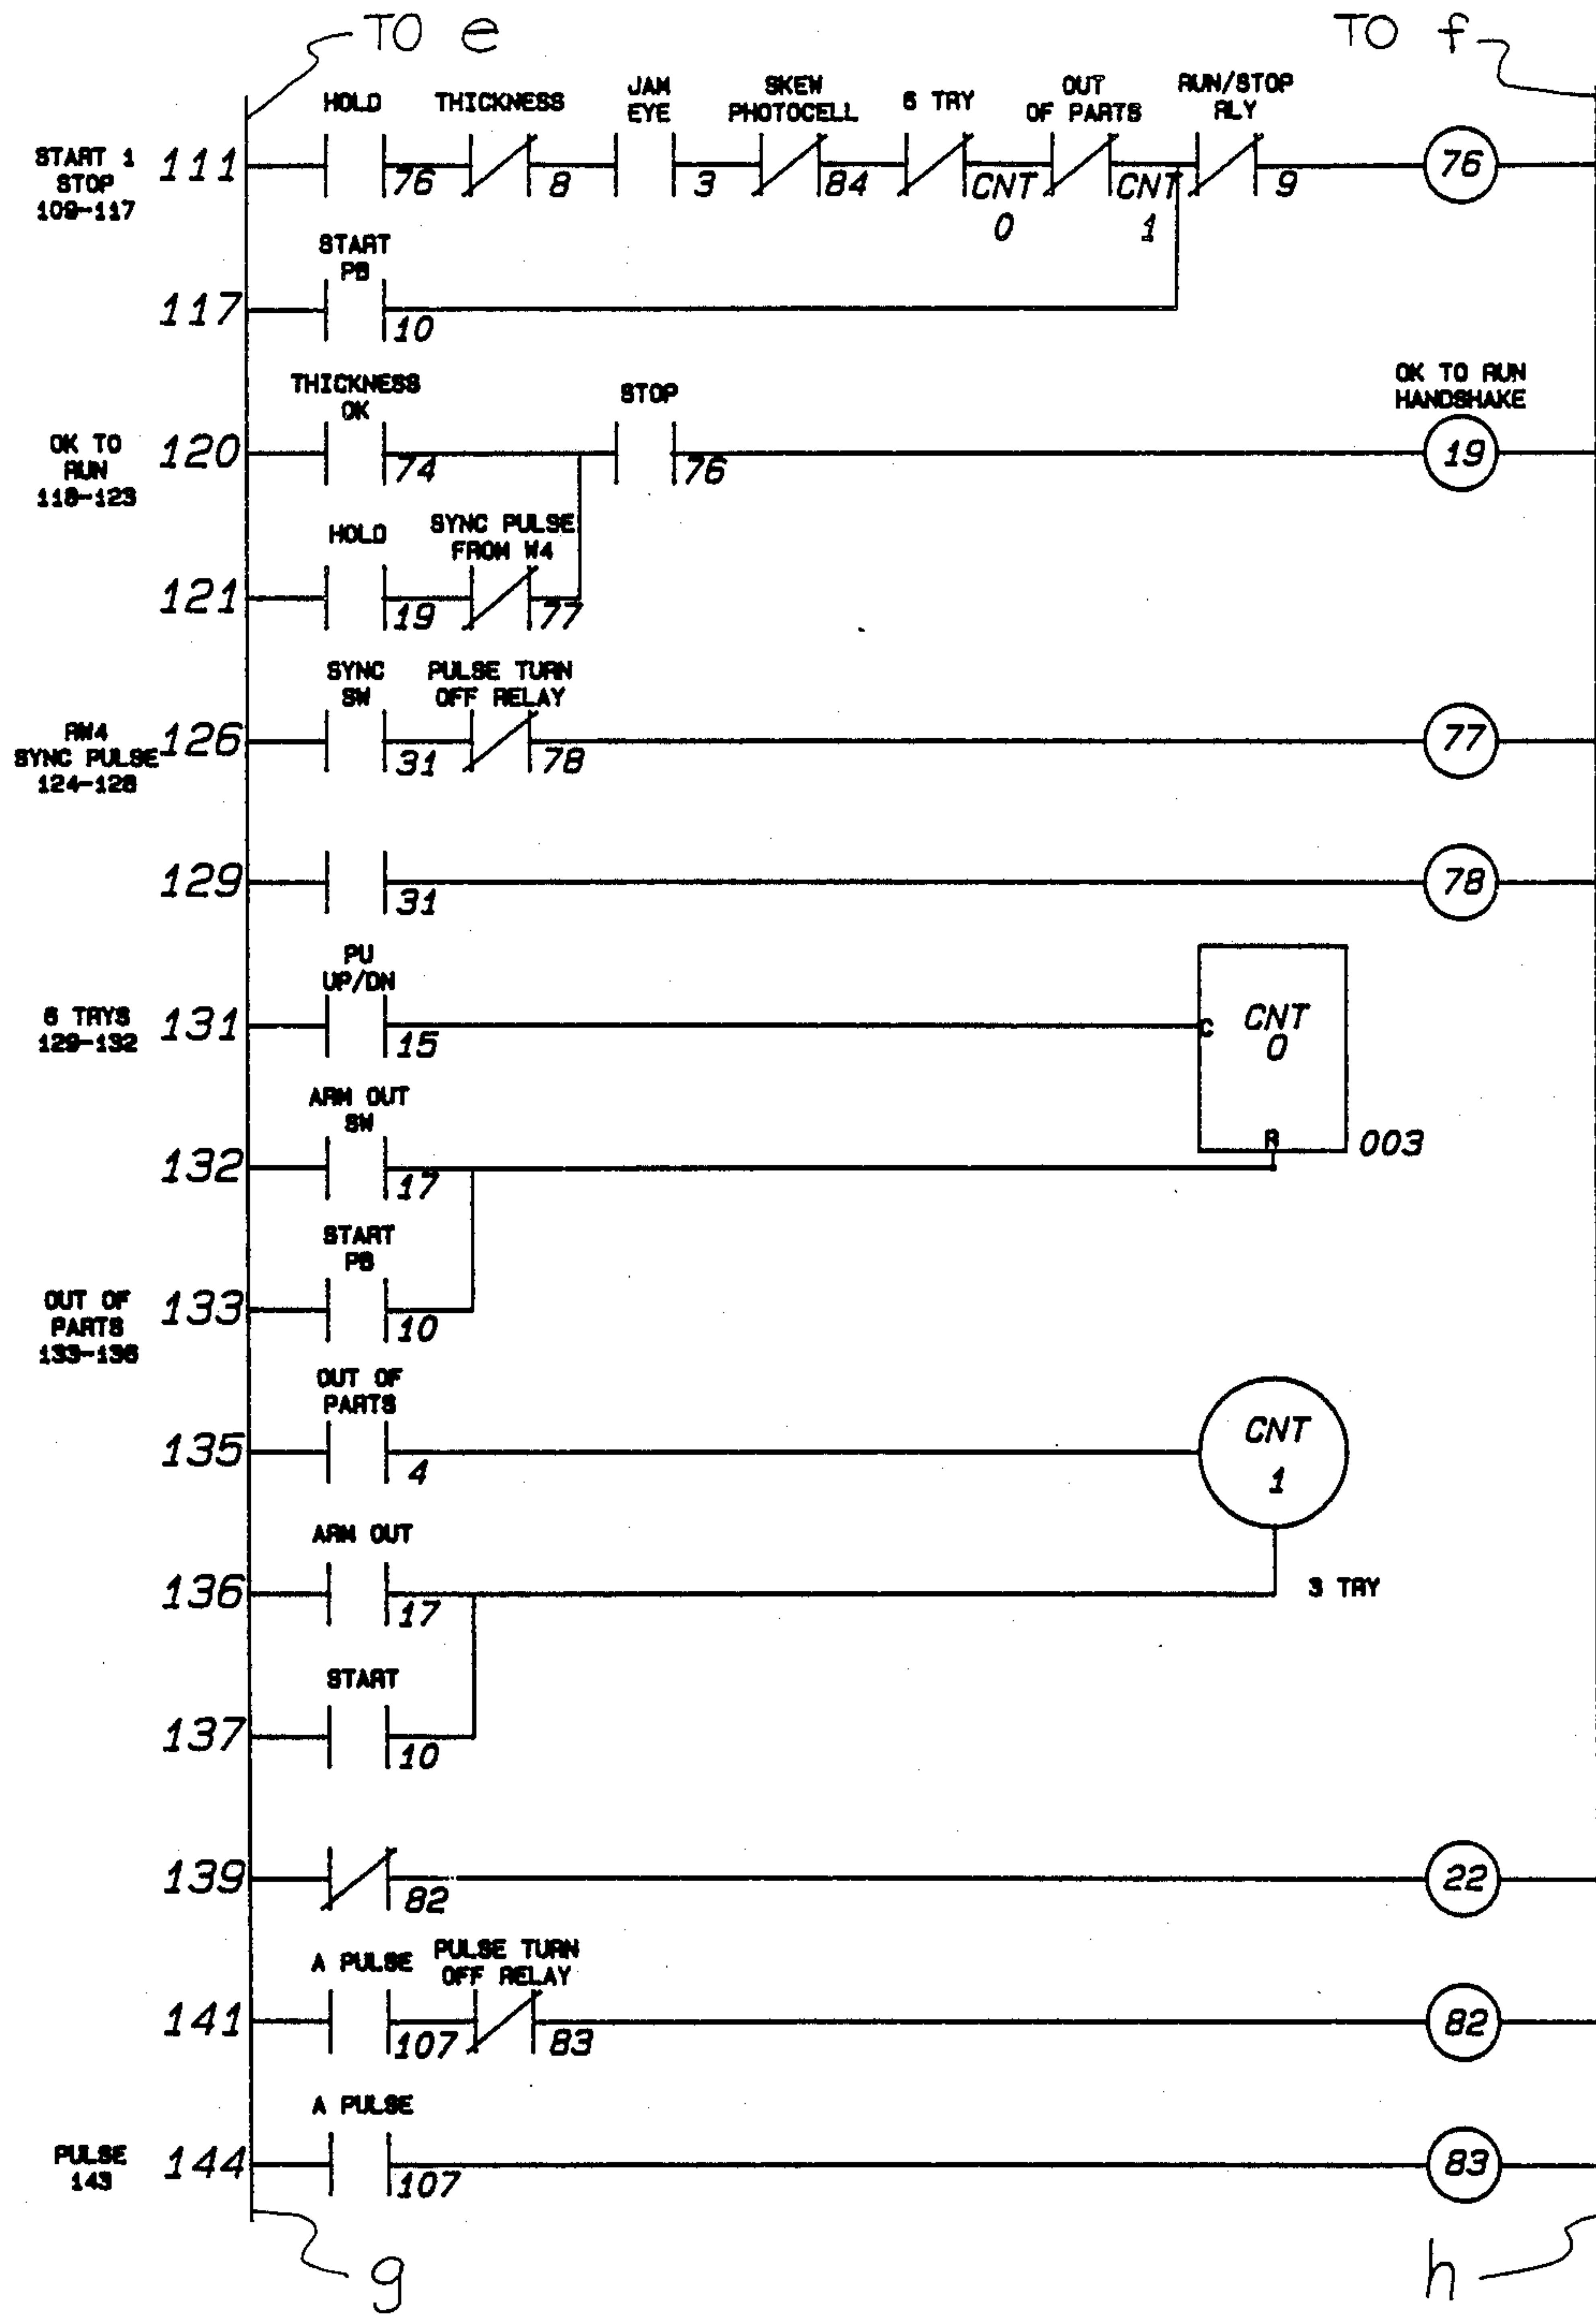 TO e
TO f
HOLD THICKNESS JAM EYE SKEW PHOTOCELL 6 TRY OUT OF PARTS RUN/STOP RLY
START 1 STOP 109-117
111 76 8 3 84 CNT 0 CNT 1 9 76
START PB
117 10
THICKNESS OK STOP OK TO RUN HANDSHAKE
OK TO RUN 118-123
120 74 76 19
HOLD SYNC PULSE FROM W4
121 19 77
SYNC SW PULSE TURN OFF RELAY
RW4 SYNC PULSE 124-128
126 31 78 77
129 31 78
PU UP/DN
6 TRYS 129-132
131 15 C CNT 0
R 003
ARM OUT SW
132 17
START PB
OUT OF PARTS 133-136
133 10
OUT OF PARTS
135 4 CNT 1
ARM OUT
136 17 3 TRY
START
137 10
139 82 22
A PULSE PULSE TURN OFF RELAY
141 107 83 82
A PULSE
PULSE 143
144 107 83
g
h